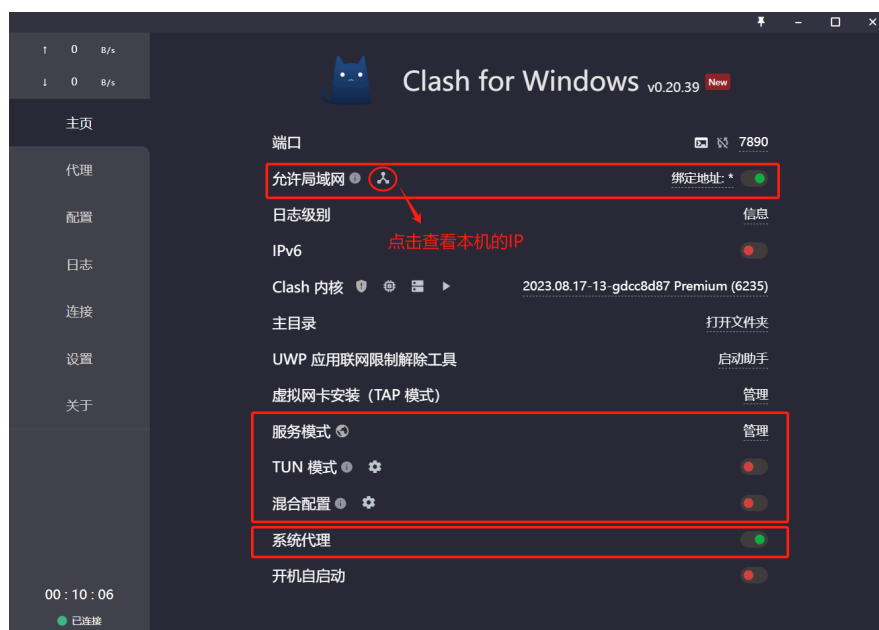 ↑ 0 B/s
↓ 0 B/s
主页
代理
配置
日志
连接
设置
关于
00 : 10 : 06
已连接
Clash for Windows v0.20.39 New
端口 7890
允许局域网 绑定地址: *
日志级别 信息
点击查看本机的IP
IPv6
Clash 内核 2023.08.17-13-gdcc8d87 Premium (6235)
主目录 打开文件夹
UWP 应用联网限制解除工具 启动助手
虚拟网卡安装（TAP 模式） 管理
服务模式 管理
TUN 模式
混合配置
系统代理
开机自启动